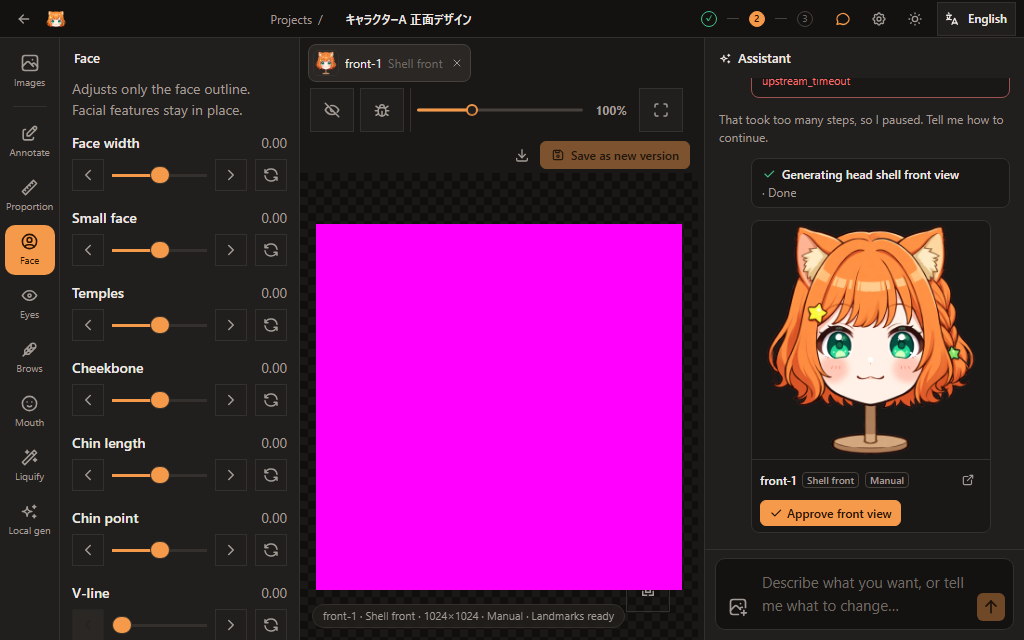 Projects /
キャラクターA 正面デザイン
2
3
English
Images
Annotate
Proportion
Face
Eyes
Brows
Mouth
Liquify
Local gen
Face
Adjusts only the face outline.
Facial features stay in place.
Face width 0.00
Small face 0.00
Temples 0.00
Cheekbone 0.00
Chin length 0.00
Chin point 0.00
V-line 0.00
front-1 Shell front
100%
Save as new version
front-1 · Shell front · 1024×1024 · Manual · Landmarks ready
Assistant
upstream_timeout
That took too many steps, so I paused. Tell me how to
continue.
Generating head shell front view
· Done
front-1 Shell front Manual
Approve front view
Describe what you want, or tell
me what to change...